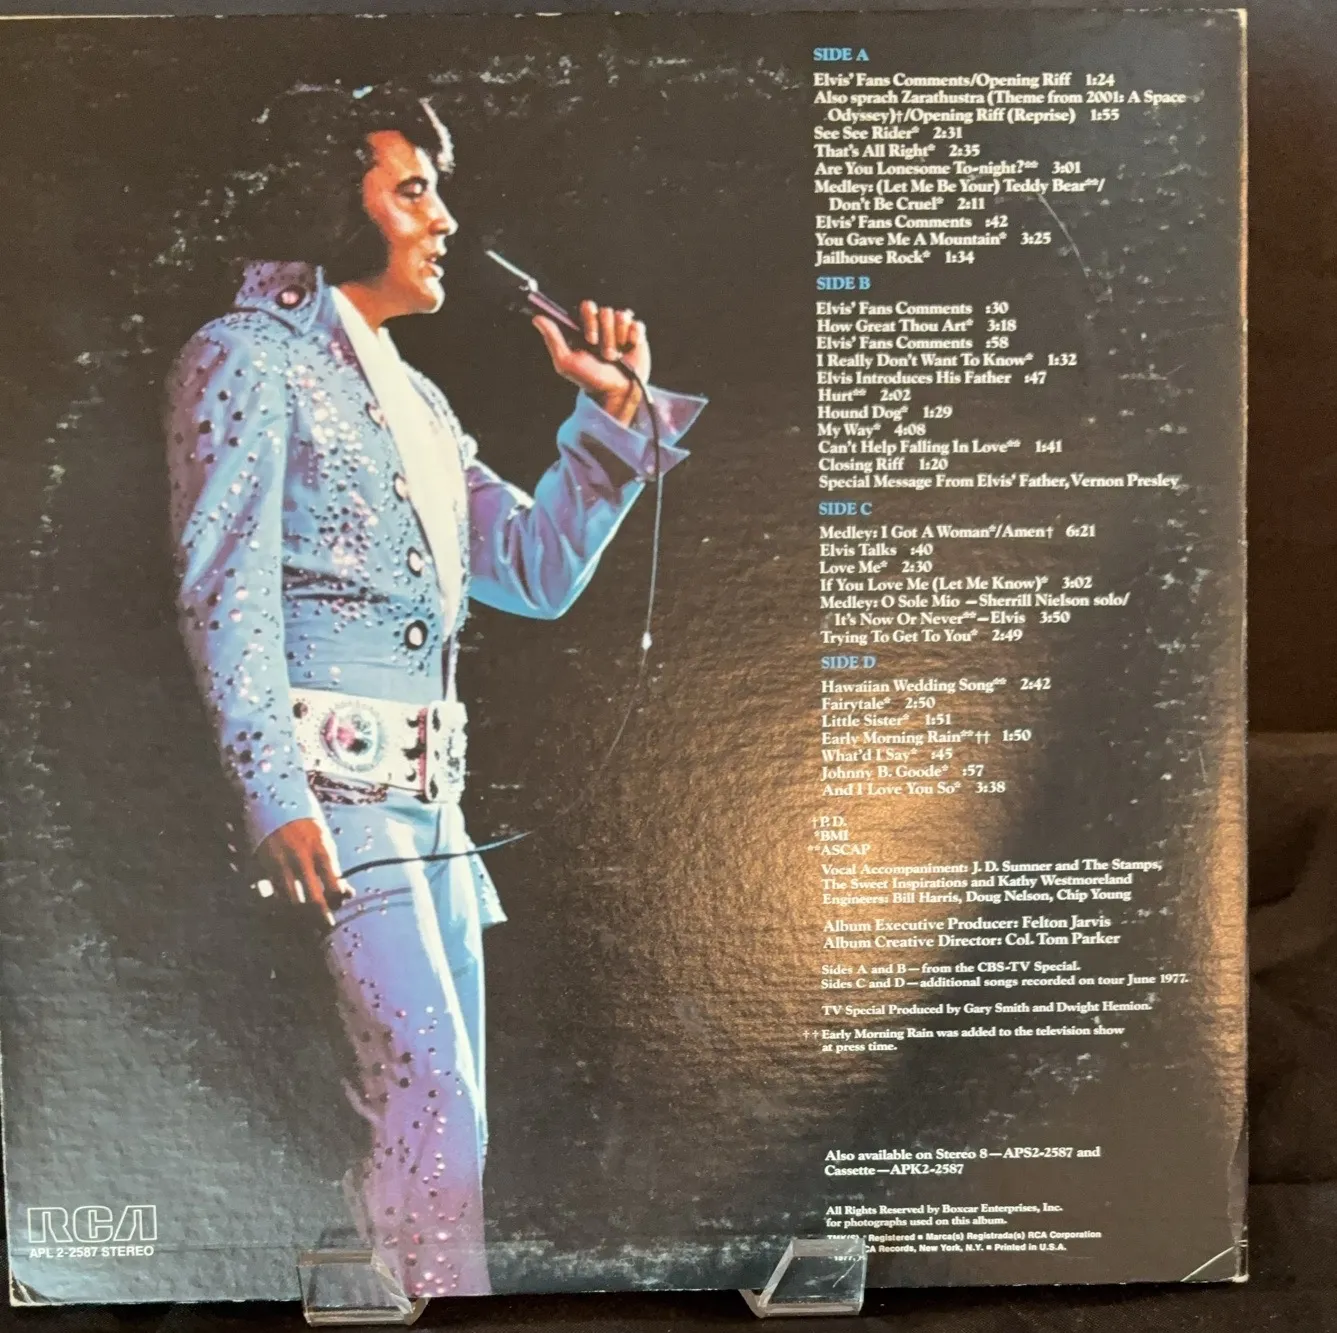 SIDE A
Elvis' Fans Comments/Opening Riff 1:24
Also sprach Zarathustra (Theme from 2001: A Space
Odyssey)†/Opening Riff (Reprise) 1:55
See See Rider* 2:31
That's All Right* 2:35
Are You Lonesome To-night?** 3:01
Medley: (Let Me Be Your) Teddy Bear**/
Don't Be Cruel* 2:11
Elvis' Fans Comments :42
You Gave Me A Mountain* 3:25
Jailhouse Rock* 1:34
SIDE B
Elvis' Fans Comments :30
How Great Thou Art* 3:18
Elvis' Fans Comments :58
I Really Don't Want To Know* 1:32
Elvis Introduces His Father :47
Hurt** 2:02
Hound Dog* 1:29
My Way* 4:08
Can't Help Falling In Love** 1:41
Closing Riff 1:20
Special Message From Elvis' Father, Vernon Presley
SIDE C
Medley: I Got A Woman*/Amen† 6:21
Elvis Talks :40
Love Me* 2:30
If You Love Me (Let Me Know)* 3:02
Medley: O Sole Mio —Sherrill Nielson solo/
It's Now Or Never**—Elvis 3:50
Trying To Get To You* 2:49
SIDE D
Hawaiian Wedding Song** 2:42
Fairytale* 2:50
Little Sister* 1:51
Early Morning Rain**†† 1:50
What'd I Say* :45
Johnny B. Goode* :57
And I Love You So* 3:38
†P.D.
*BMI
**ASCAP
Vocal Accompaniment: J. D. Sumner and The Stamps,
The Sweet Inspirations and Kathy Westmoreland
Engineers: Bill Harris, Doug Nelson, Chip Young
Album Executive Producer: Felton Jarvis
Album Creative Director: Col. Tom Parker
Sides A and B—from the CBS-TV Special.
Sides C and D—additional songs recorded on tour June 1977.
TV Special Produced by Gary Smith and Dwight Hemion.
††Early Morning Rain was added to the television show
at press time.
Also available on Stereo 8—APS2-2587 and
Cassette—APK2-2587
All Rights Reserved by Boxcar Enterprises, Inc.
for photographs used on this album.
TMK(S) Registered ■ Marca(s) Registrada(s) RCA Corporation
Records, New York, N.Y. ■ Printed in U.S.A.
RCA
APL 2-2587 STEREO